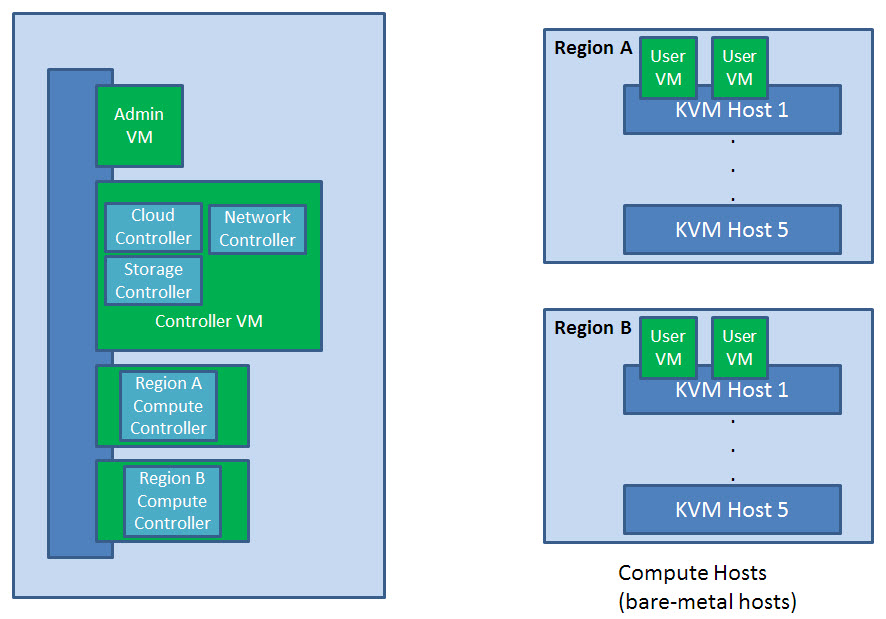 Admin
VM
Cloud
Controller
Network
Controller
Storage
Controller
Controller VM
Region A
Compute
Controller
Region B
Compute
Controller
Region A
User
VM
User
VM
KVM Host 1
.
.
.
KVM Host 5
Region B
User
VM
User
VM
KVM Host 1
.
.
.
KVM Host 5
Compute Hosts
(bare-metal hosts)